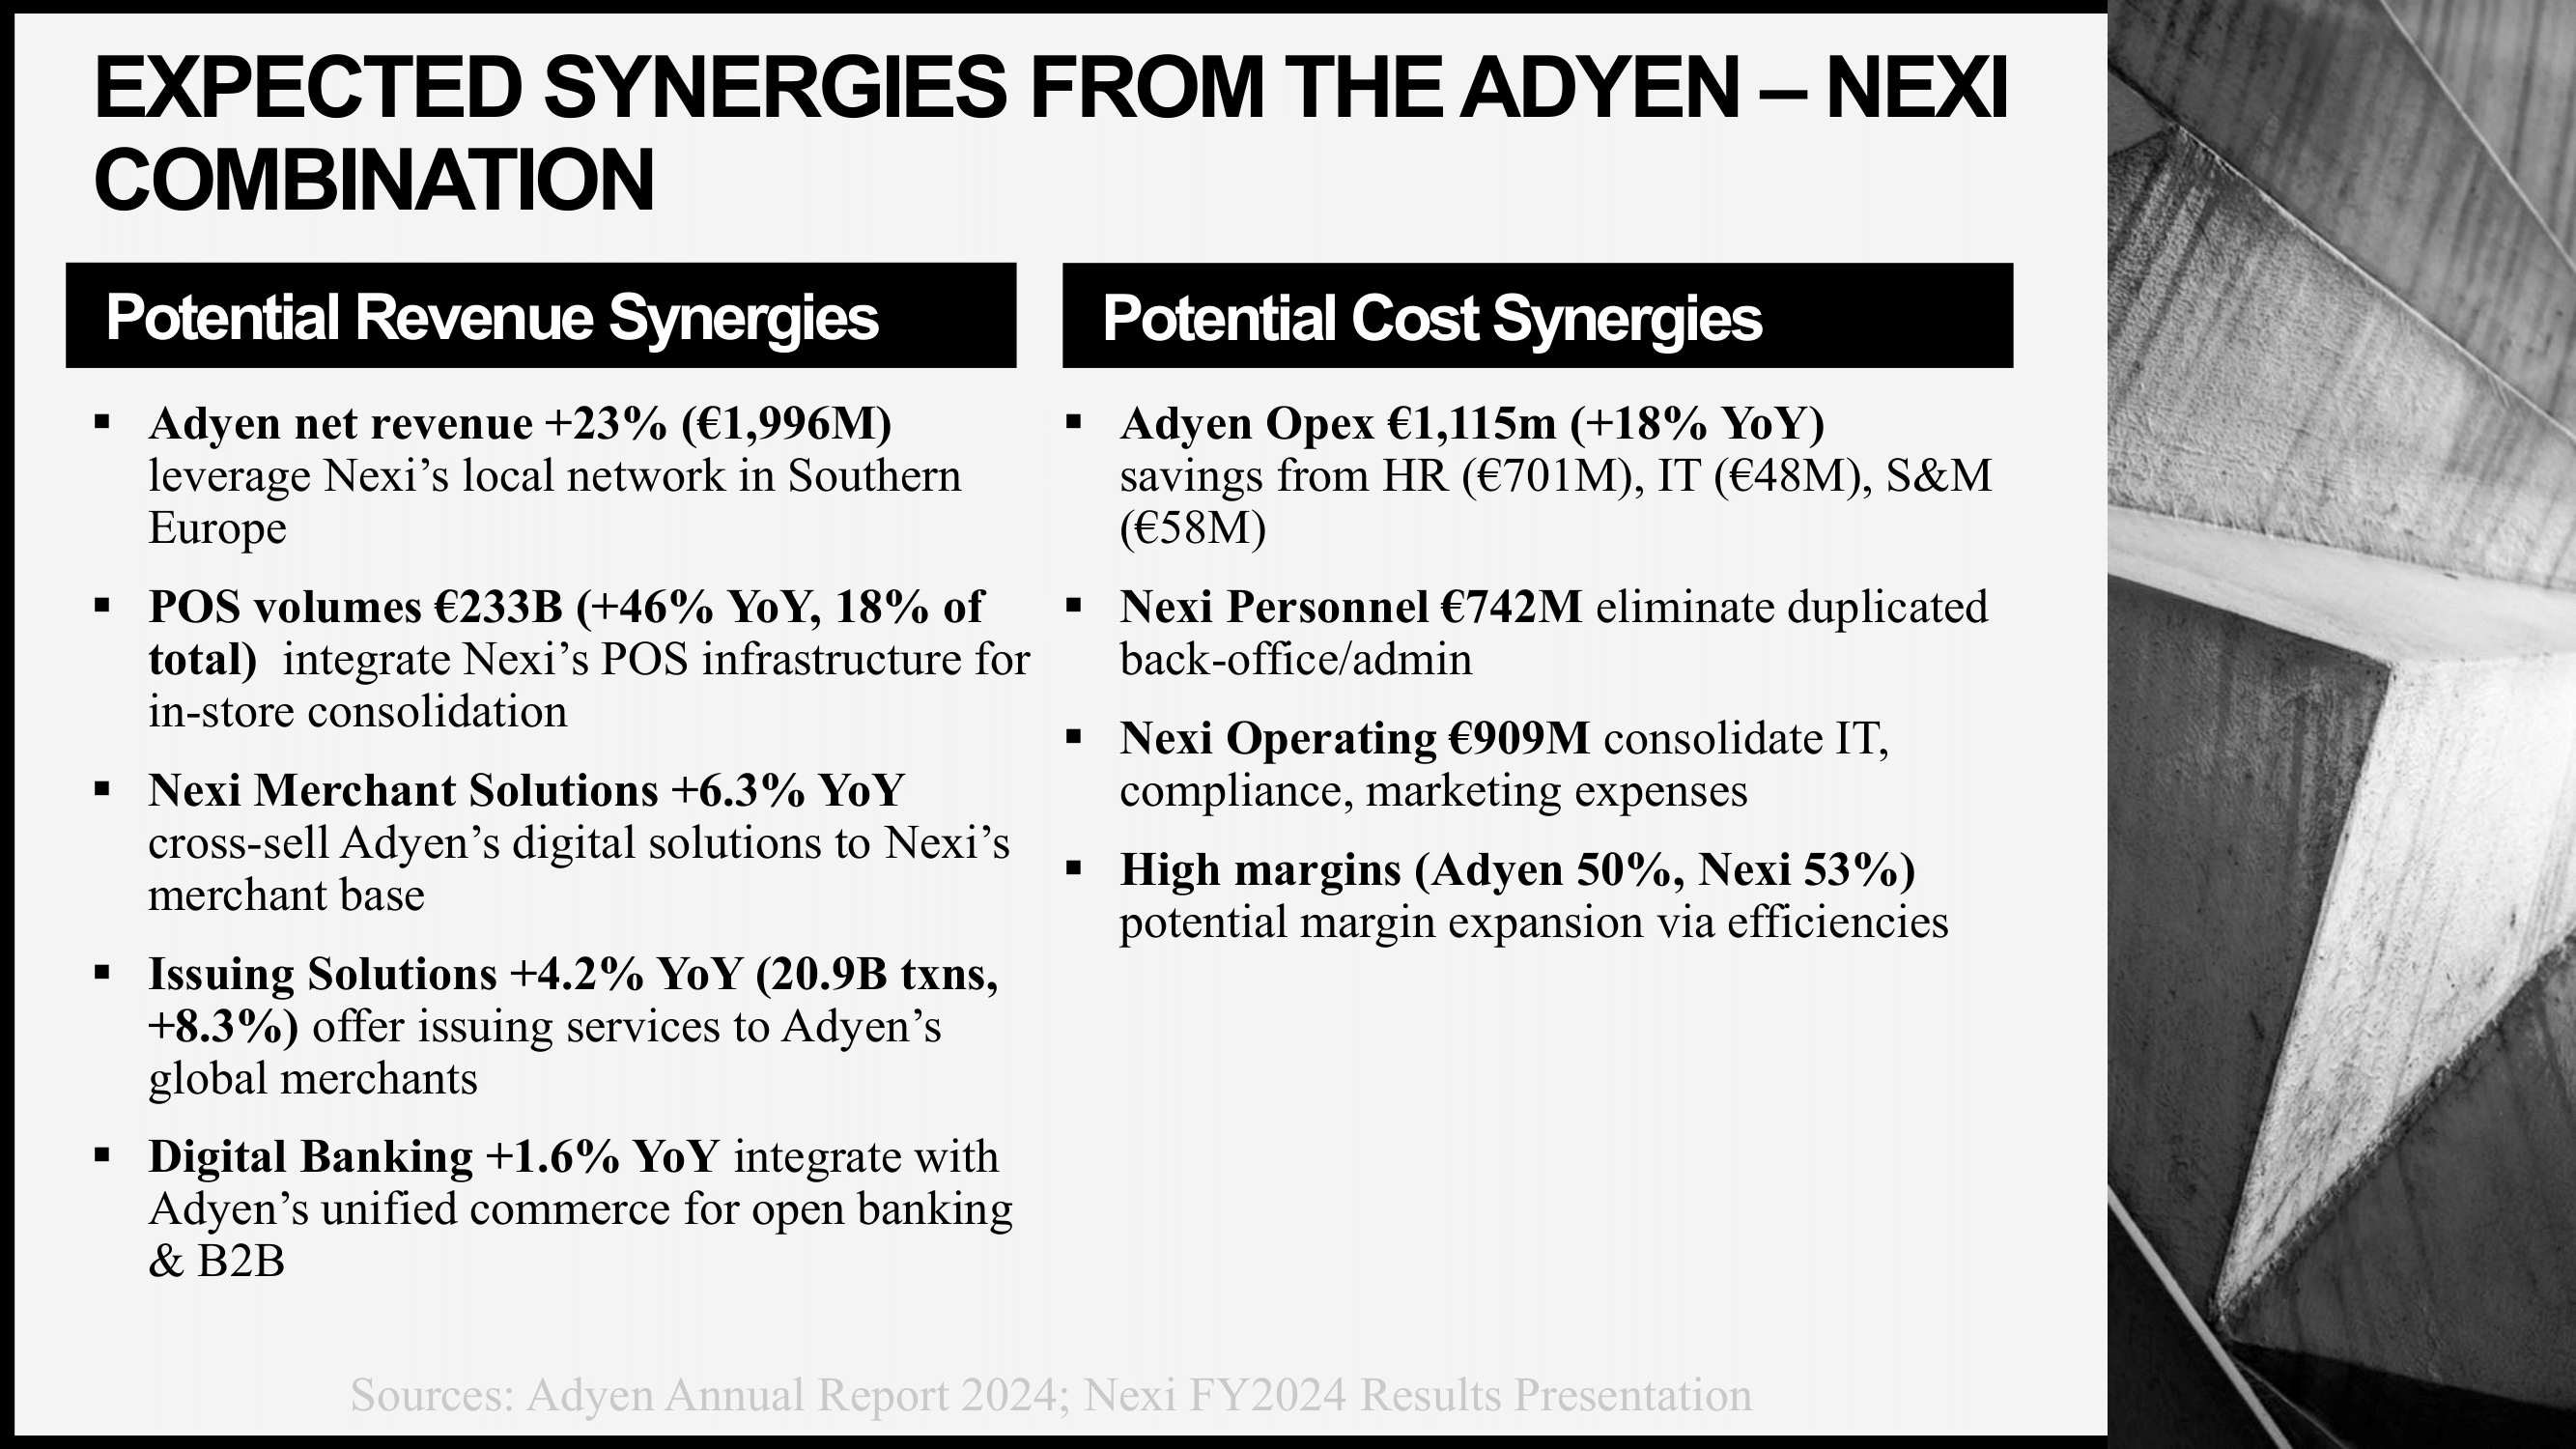 EXPECTED SYNERGIES FROM THE ADYEN – NEXI
COMBINATION
Potential Revenue Synergies
▪ Adyen net revenue +23% (€1,996M)
leverage Nexi’s local network in Southern
Europe
▪ POS volumes €233B (+46% YoY, 18% of
total)  integrate Nexi’s POS infrastructure for
in-store consolidation
▪ Nexi Merchant Solutions +6.3% YoY
cross-sell Adyen’s digital solutions to Nexi’s
merchant base
▪ Issuing Solutions +4.2% YoY (20.9B txns,
+8.3%) offer issuing services to Adyen’s
global merchants
▪ Digital Banking +1.6% YoY integrate with
Adyen’s unified commerce for open banking
& B2B
Potential Cost Synergies
▪ Adyen Opex €1,115m (+18% YoY)
savings from HR (€701M), IT (€48M), S&M
(€58M)
▪ Nexi Personnel €742M eliminate duplicated
back-office/admin
▪ Nexi Operating €909M consolidate IT,
compliance, marketing expenses
▪ High margins (Adyen 50%, Nexi 53%)
potential margin expansion via efficiencies
Sources: Adyen Annual Report 2024; Nexi FY2024 Results Presentation